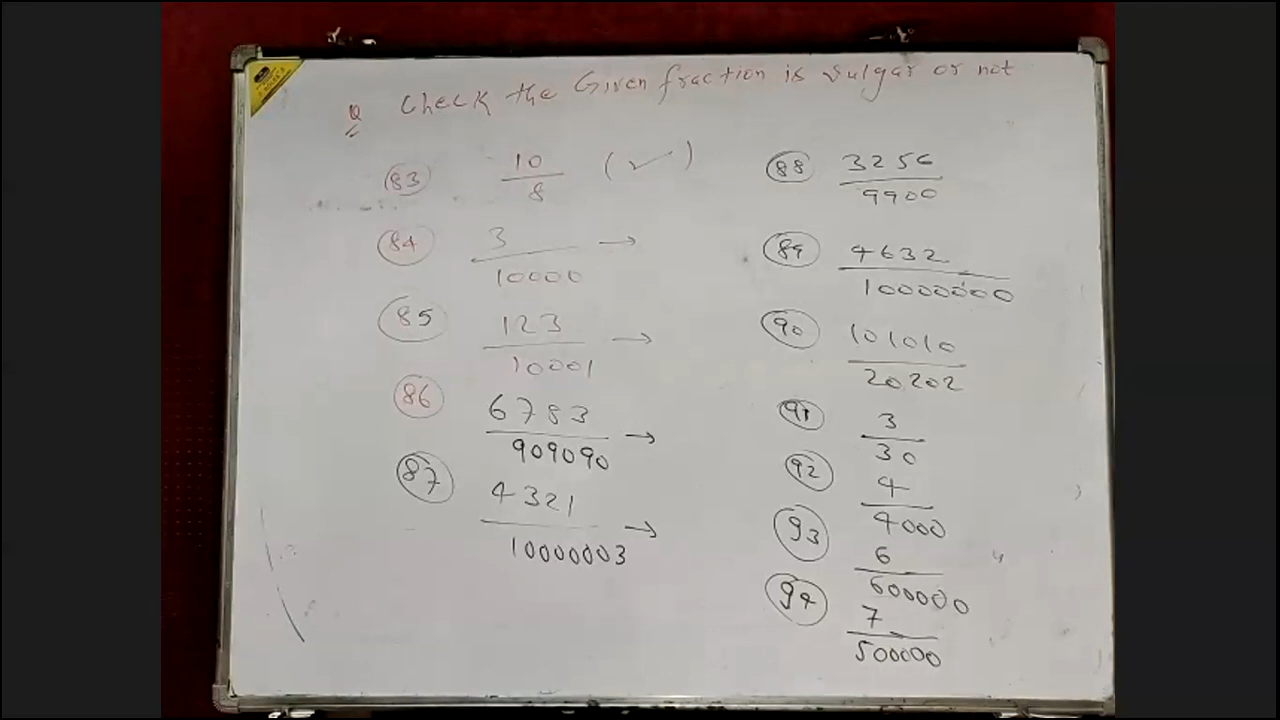 Q Check the Given fraction is vulgar or not
83 10/8 (✓)
84 3/10000 →
85 123/10001 →
86 6783/909090 →
87 4321/10000003 →
88 3256/9900
89 4632/10000000
90 101010/20202
91 3/30
92 4/4000
93 6/600000
94 7/500000